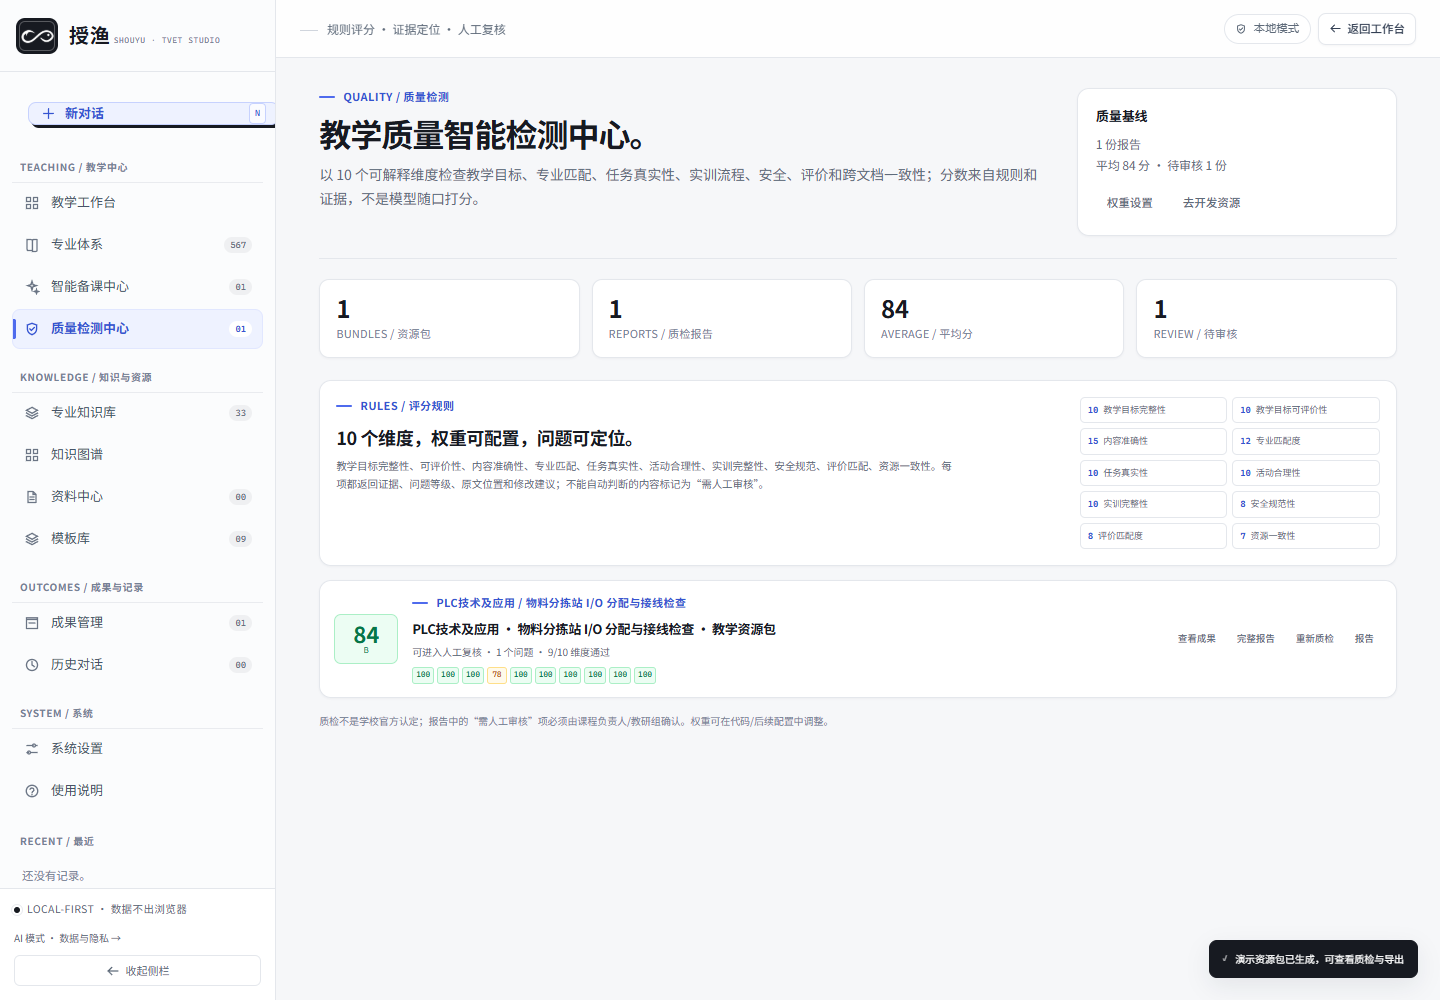 授渔 SHOUYU · TVET STUDIO
新对话 N
TEACHING / 教学中心
教学工作台
专业体系 567
智能备课中心 01
质量检测中心 01
KNOWLEDGE / 知识与资源
专业知识库 33
知识图谱
资料中心 00
模板库 09
OUTCOMES / 成果与记录
成果管理 01
历史对话 00
SYSTEM / 系统
系统设置
使用说明
RECENT / 最近
还没有记录。
LOCAL-FIRST · 数据不出浏览器
AI 模式 · 数据与隐私 →
← 收起侧栏
规则评分 · 证据定位 · 人工复核
本地模式
← 返回工作台
QUALITY / 质量检测
教学质量智能检测中心。
以 10 个可解释维度检查教学目标、专业匹配、任务真实性、实训流程、安全、评价和跨文档一致性；分数来自规则和
证据，不是模型随口打分。
质量基线
1 份报告
平均 84 分 · 待审核 1 份
权重设置 去开发资源
1
BUNDLES / 资源包
1
REPORTS / 质检报告
84
AVERAGE / 平均分
1
REVIEW / 待审核
RULES / 评分规则
10 个维度，权重可配置，问题可定位。
教学目标完整性、可评价性、内容准确性、专业匹配、任务真实性、活动合理性、实训完整性、安全规范、评价匹配、资源一致性。每
项都返回证据、问题等级、原文位置和修改建议；不能自动判断的内容标记为“需人工审核”。
10 教学目标完整性
10 教学目标可评价性
15 内容准确性
12 专业匹配度
10 任务真实性
10 活动合理性
10 实训完整性
8 安全规范性
8 评价匹配度
7 资源一致性
84
B
PLC技术及应用 / 物料分拣站 I/O 分配与接线检查
PLC技术及应用 · 物料分拣站 I/O 分配与接线检查 · 教学资源包
可进入人工复核 · 1 个问题 · 9/10 维度通过
100 100 100 78 100 100 100 100 100 100
查看成果 完整报告 重新质检 报告
质检不是学校官方认定；报告中的“需人工审核”项必须由课程负责人/教研组确认。权重可在代码/后续配置中调整。
✓ 演示资源包已生成，可查看质检与导出